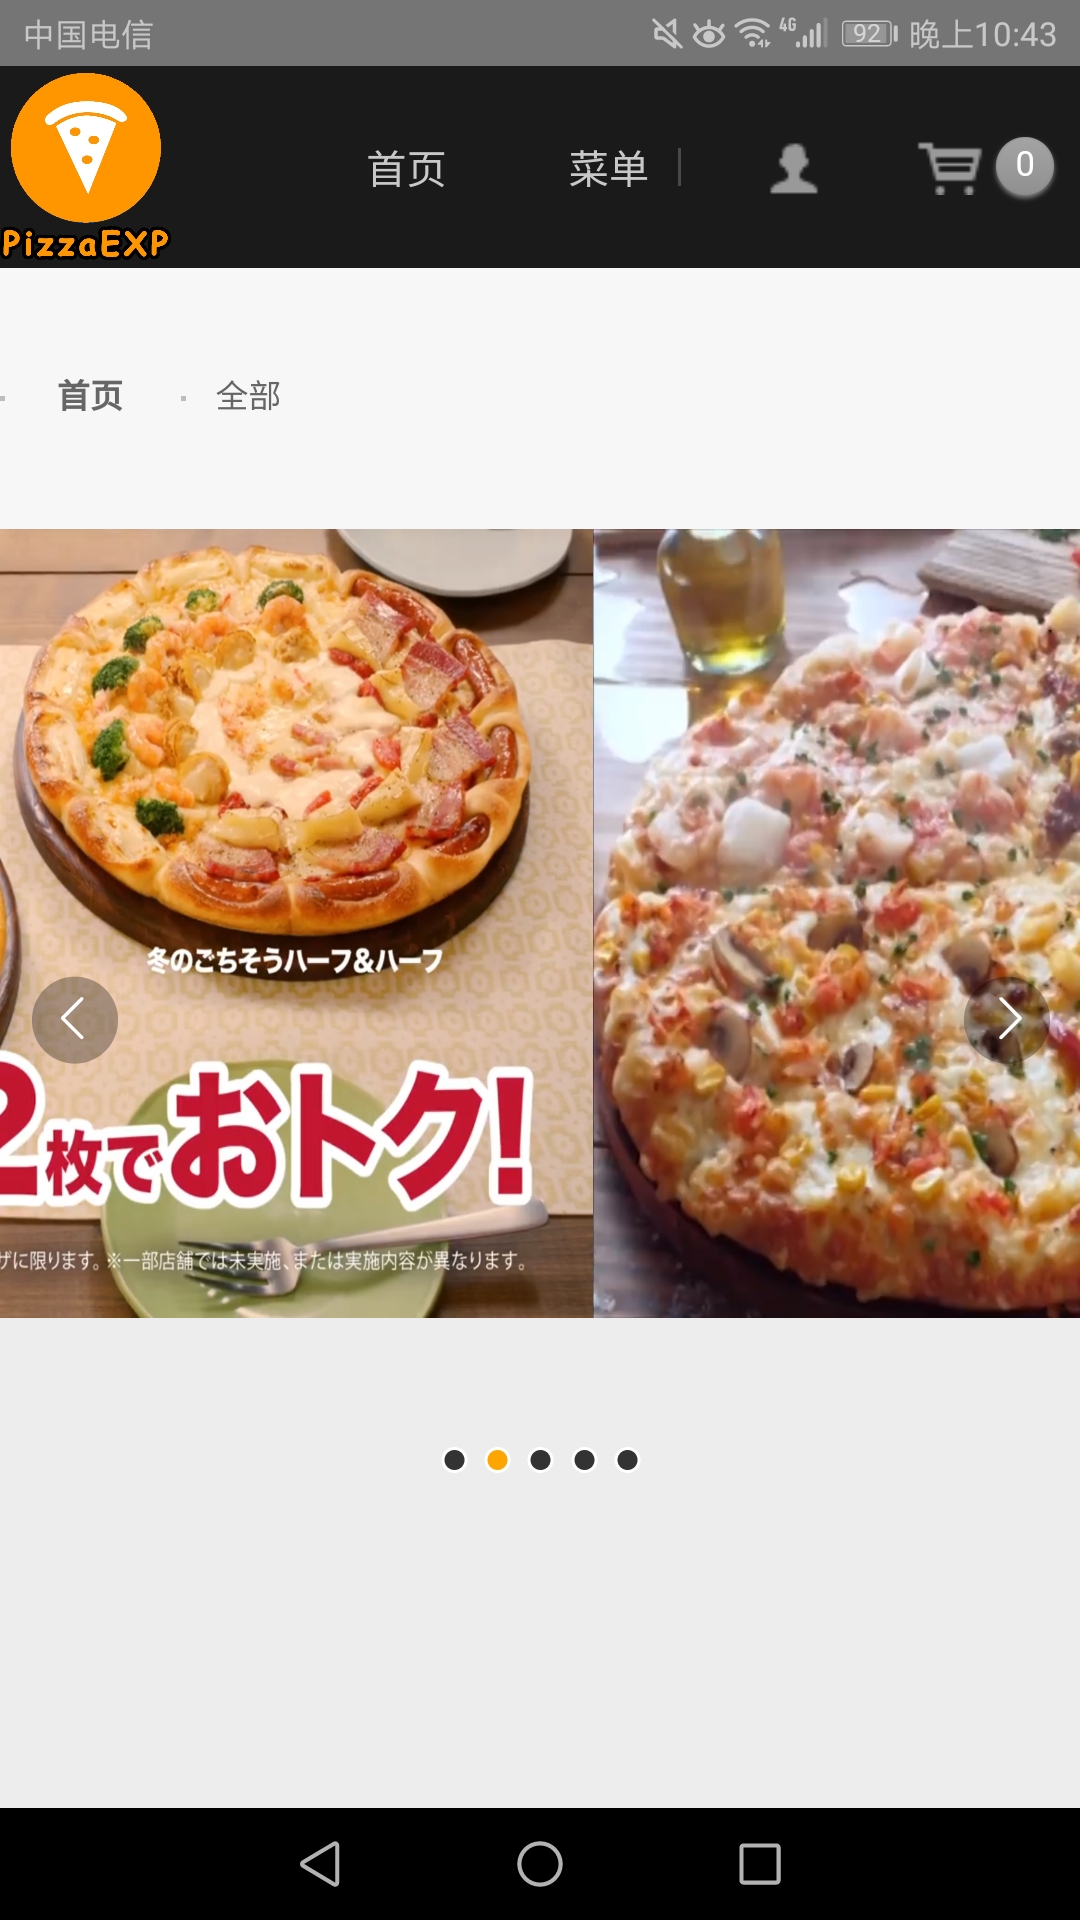 中国电信 4G 92 晚上10:43
PizzaEXP
首页 菜单 0
首页 全部
冬のごちそうハーフ&ハーフ
2枚でおトク!
ザに限ります。※一部店舗では未実施、または実施内容が異なります。